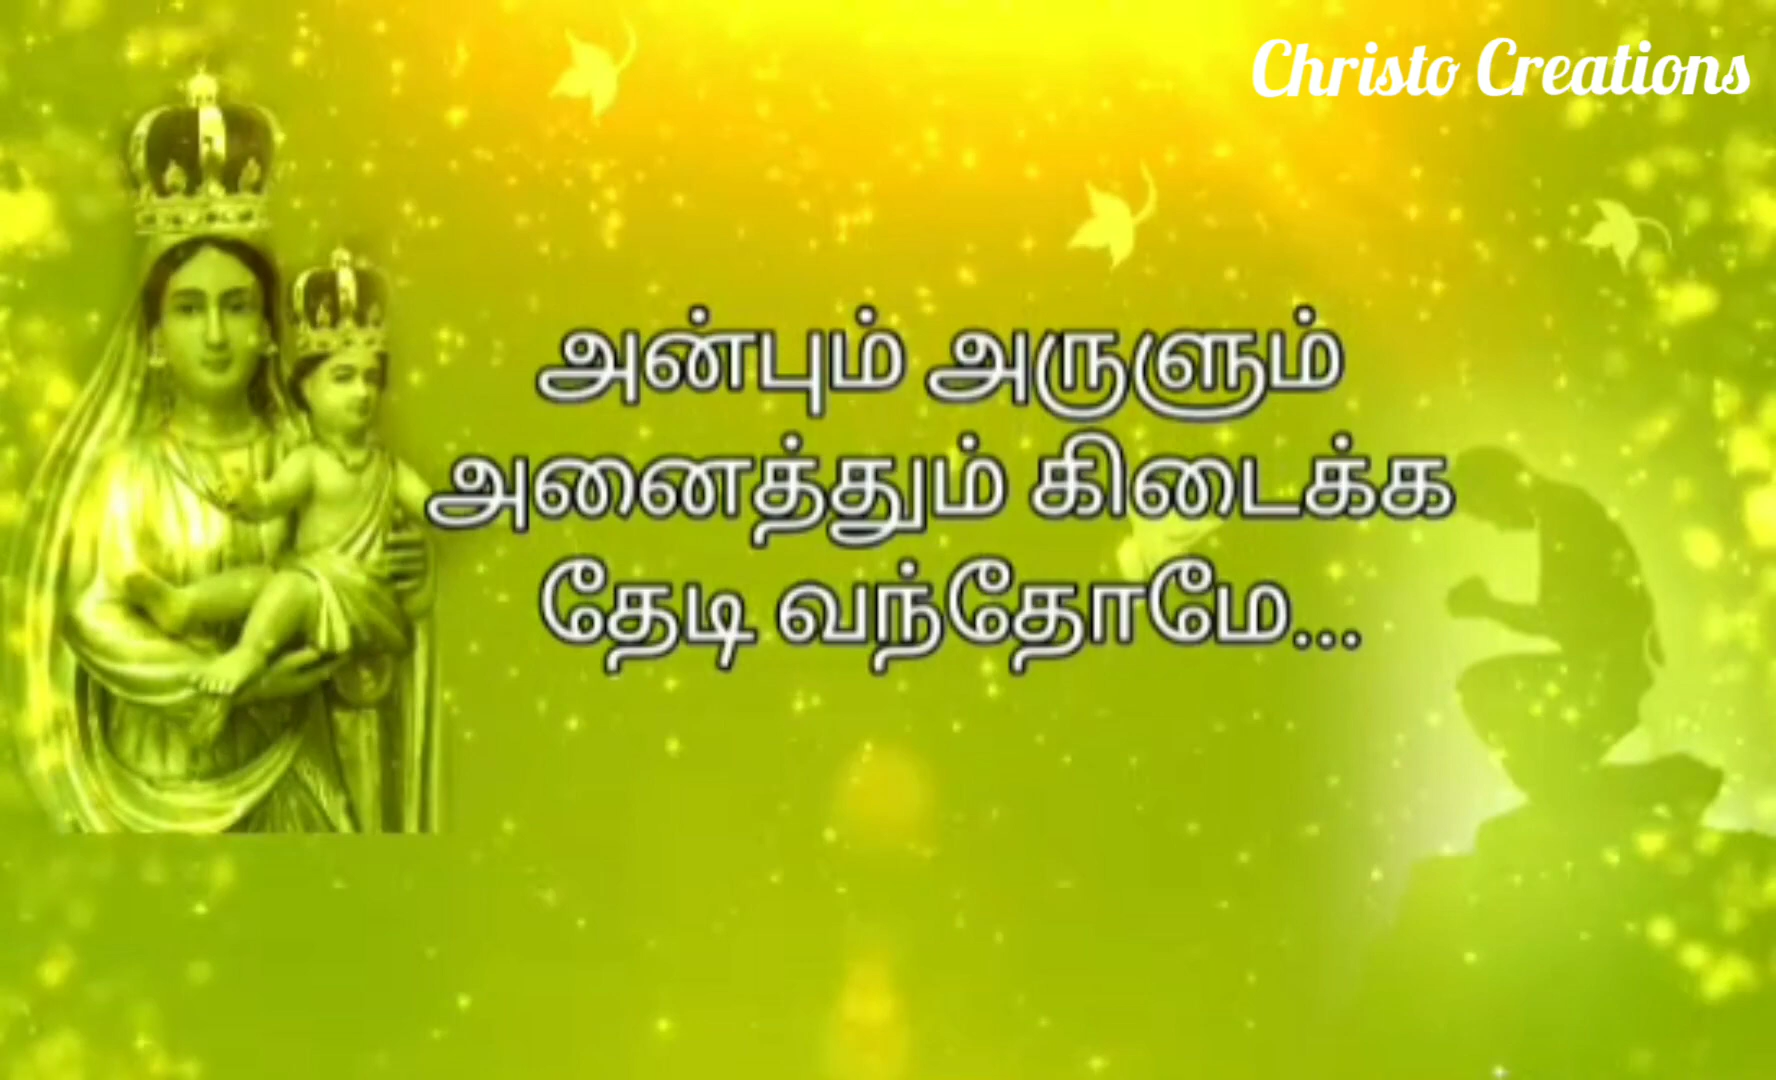 Christo Creations
அன்பும் அருளும்
அனைத்தும் கிடைக்க
தேடி வந்தோமே...